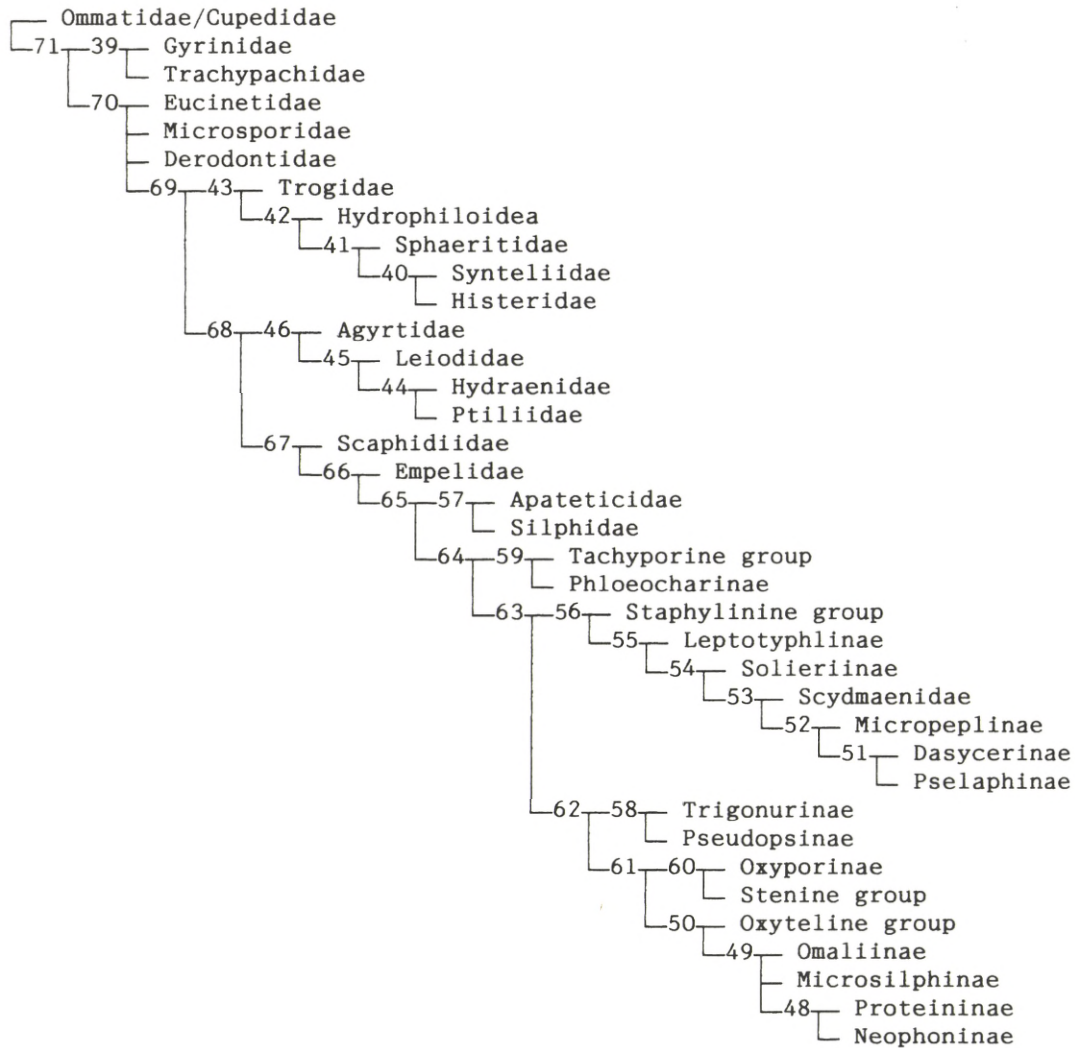 Ommatidae/Cupedidae
71 39 Gyrinidae
Trachypachidae
70 Eucinetidae
Microsporidae
Derodontidae
69 43 Trogidae
42 Hydrophiloidea
41 Sphaeritidae
40 Synteliidae
Histeridae
68 46 Agyrtidae
45 Leiodidae
44 Hydraenidae
Ptiliidae
67 Scaphidiidae
66 Empelidae
65 57 Apateticidae
Silphidae
64 59 Tachyporine group
Phloeocharinae
63 56 Staphylinine group
55 Leptotyphlinae
54 Solieriinae
53 Scydmaenidae
52 Micropeplinae
51 Dasycerinae
Pselaphinae
62 58 Trigonurinae
Pseudopsinae
61 60 Oxyporinae
Stenine group
50 Oxyteline group
49 Omaliinae
Microsilphinae
48 Proteininae
Neophoninae